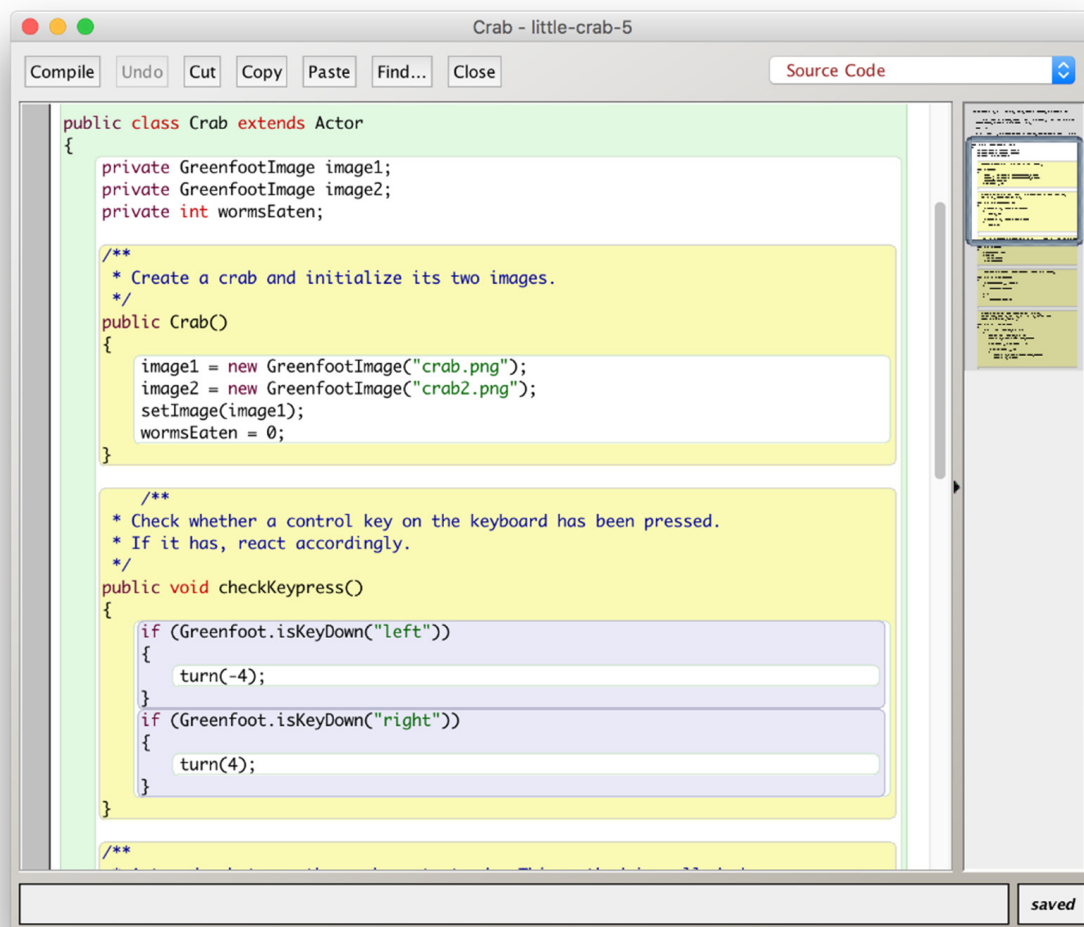 Crab - little-crab-5
Compile Undo Cut Copy Paste Find... Close Source Code
public class Crab extends Actor
{
    private GreenfootImage image1;
    private GreenfootImage image2;
    private int wormsEaten;
    /**
     * Create a crab and initialize its two images.
     */
    public Crab()
    {
        image1 = new GreenfootImage("crab.png");
        image2 = new GreenfootImage("crab2.png");
        setImage(image1);
        wormsEaten = 0;
    }
        /**
     * Check whether a control key on the keyboard has been pressed.
     * If it has, react accordingly.
     */
    public void checkKeypress()
    {
        if (Greenfoot.isKeyDown("left"))
        {
            turn(-4);
        }
        if (Greenfoot.isKeyDown("right"))
        {
            turn(4);
        }
    }
    /**
saved